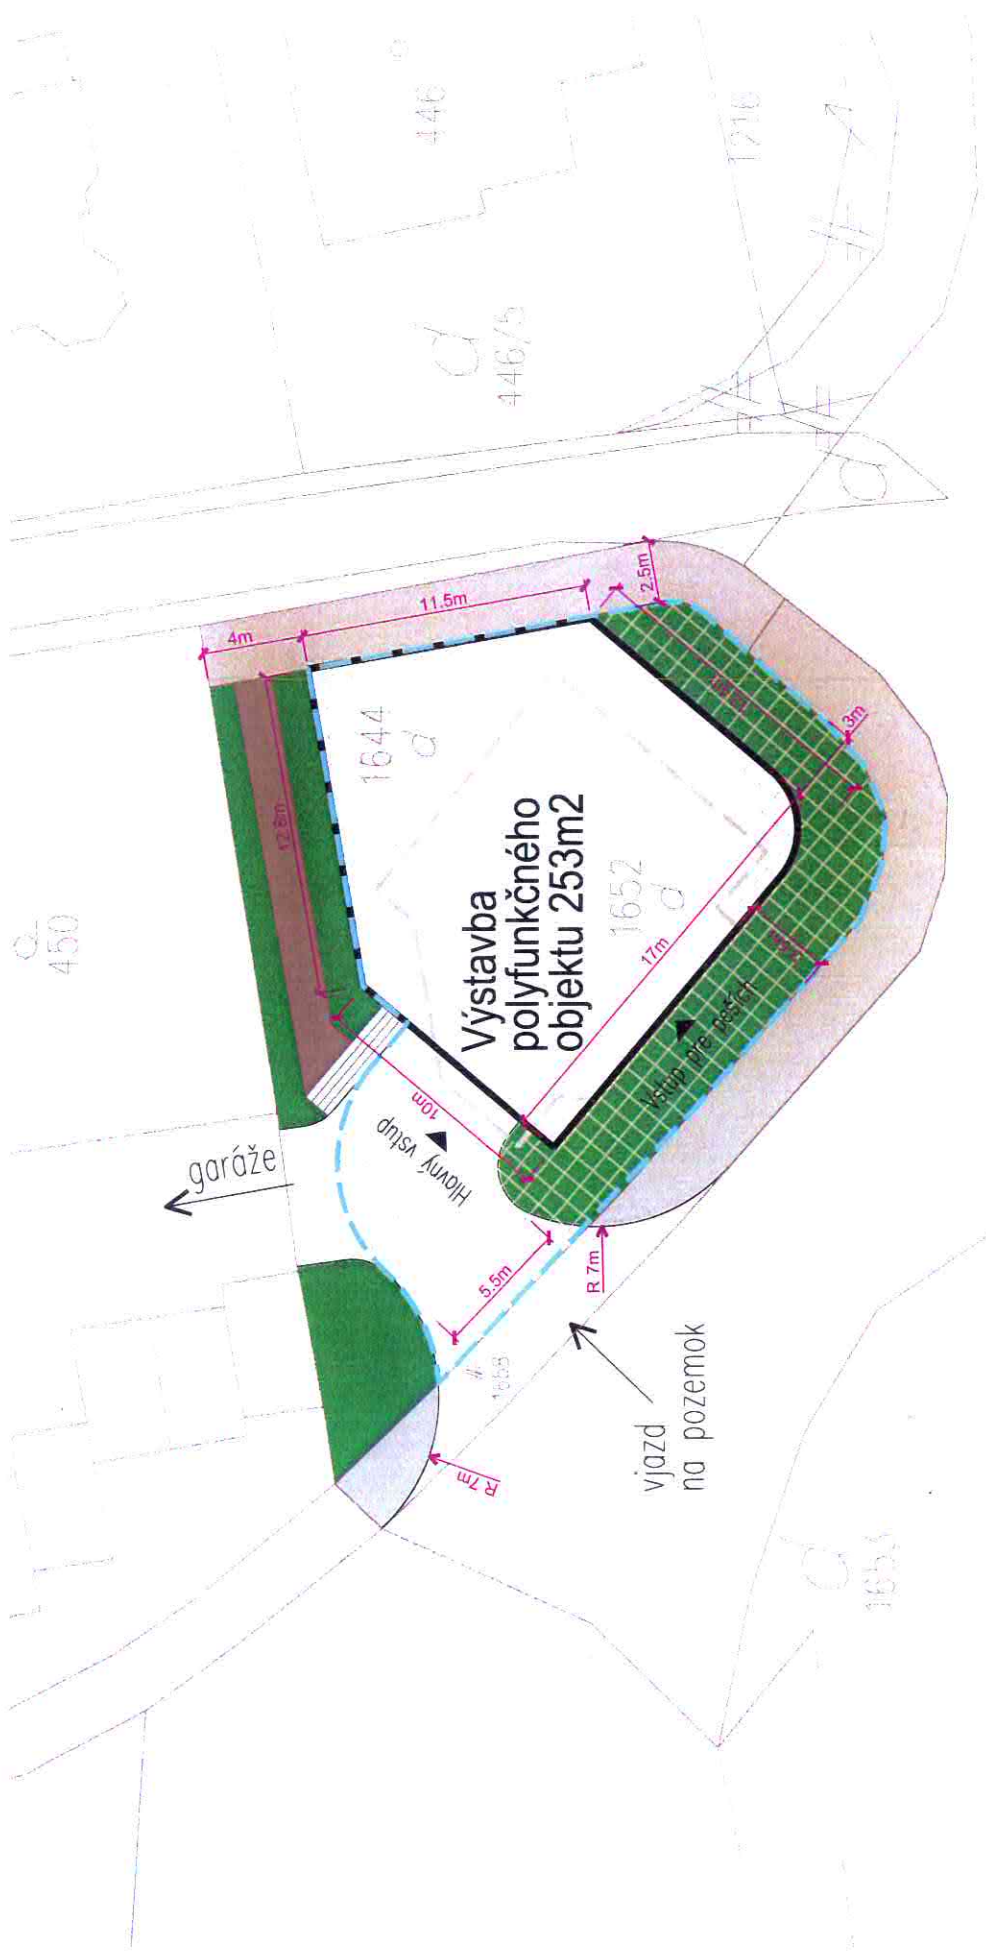 446
1216
446/5
11.5m
4m
2.5m
1644
12.8m
3m
450
Výstavba
polyfunkčného
objektu 253m2
1652
17m
Vstup pre peších
10m
Hlavný vstup
garáže
5.5m
R 7m
R 7m
vjazd
na pozemok